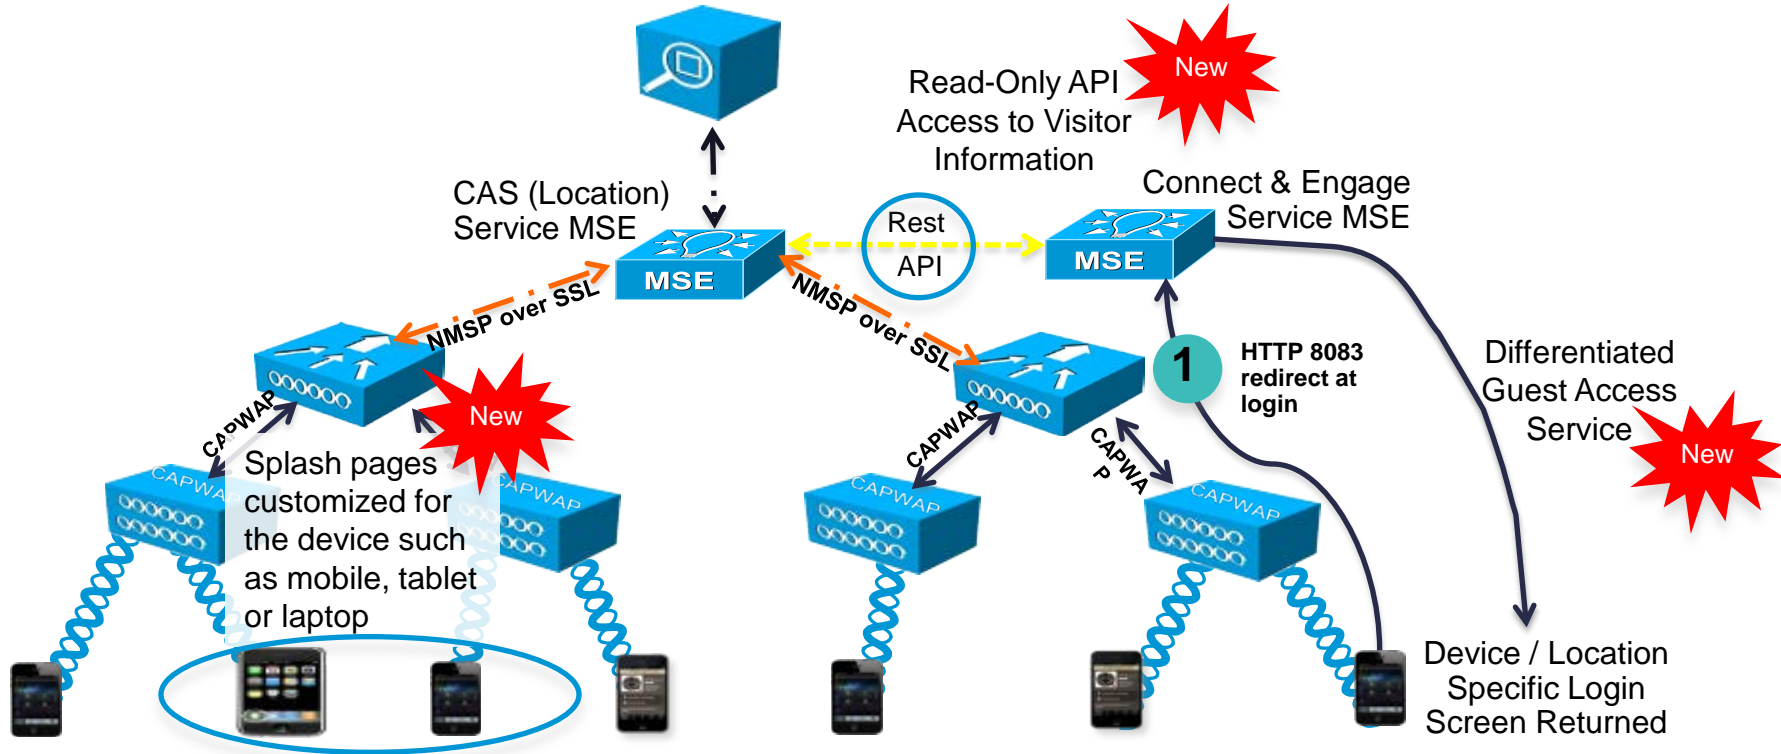 New
Read-Only API
Access to Visitor
Information
CAS (Location)
Service MSE
Connect & Engage
Service MSE
Rest
API
MSE
MSE
NMSP over SSL
NMSP over SSL
1
HTTP 8083
redirect at
login
Differentiated
Guest Access
Service
New
New
CAPWAP
CAPWAP
CAPWA
P
Splash pages
customized for
the device such
as mobile, tablet
or laptop
CAPWAP
CAPWAP
CAPWAP
CAPWAP
Device / Location
Specific Login
Screen Returned